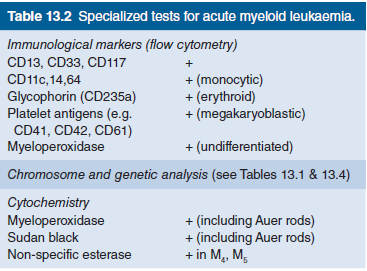 Table 13.2 Specialized tests for acute myeloid leukaemia.
Immunological markers (flow cytometry)
CD13, CD33, CD117 +
CD11c,14,64 + (monocytic)
Glycophorin (CD235a) + (erythroid)
Platelet antigens (e.g. + (megakaryoblastic)
CD41, CD42, CD61)
Myeloperoxidase + (undifferentiated)
Chromosome and genetic analysis (see Tables 13.1 & 13.4)
Cytochemistry
Myeloperoxidase + (including Auer rods)
Sudan black + (including Auer rods)
Non-specific esterase + in M₄, M₅